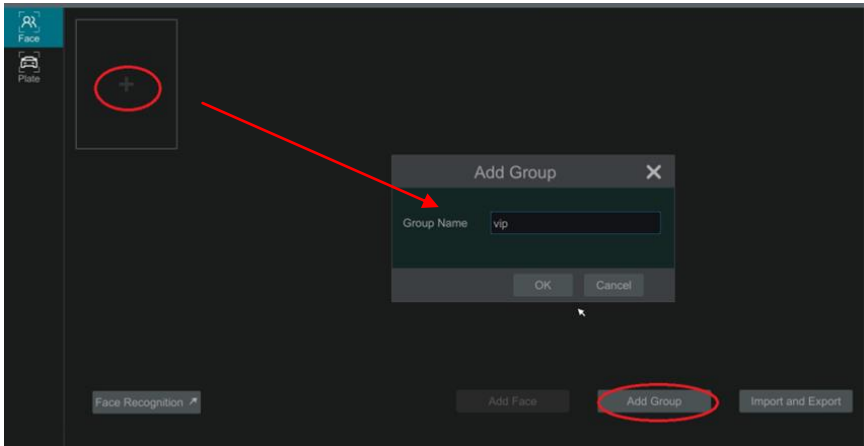 Face
Plate
Add Group
Group Name vip
OK Cancel
Face Recognition Add Face Add Group Import and Export